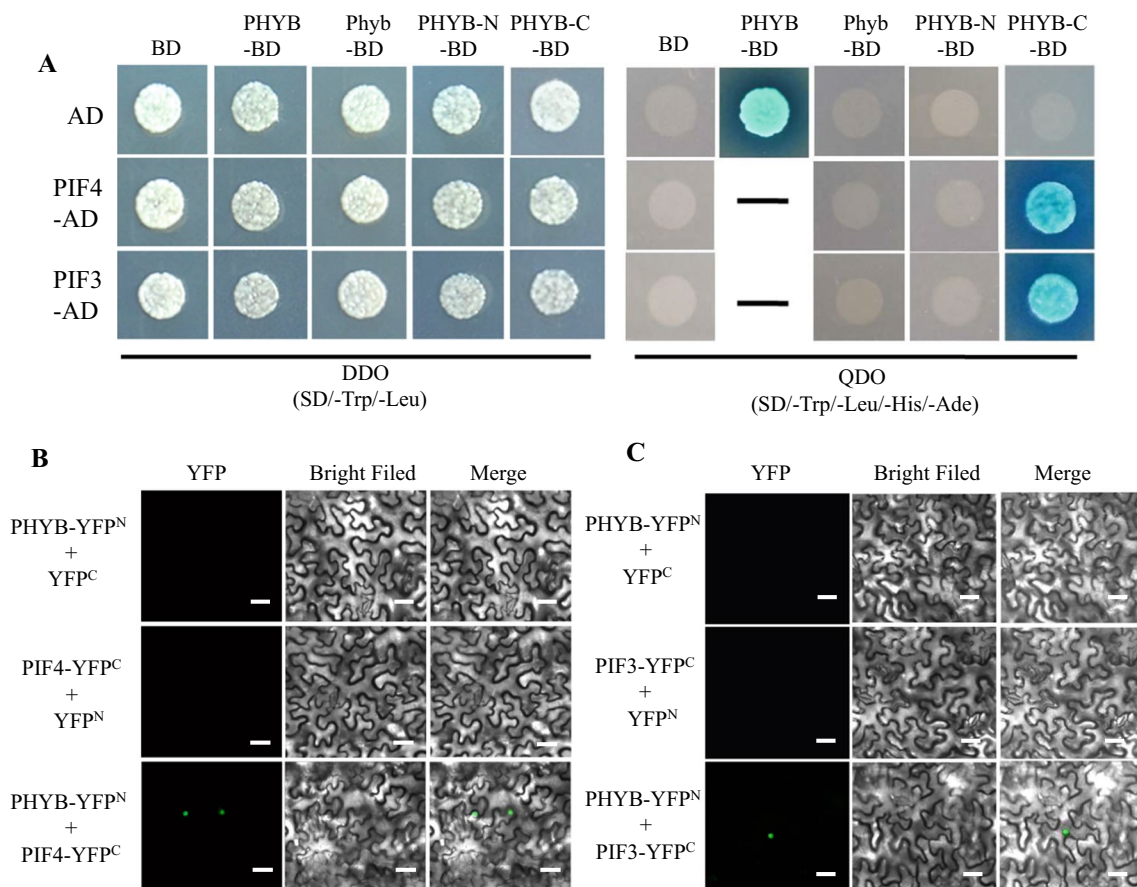 PHYB Phyb PHYB-N PHYB-C
BD -BD -BD -BD -BD
PHYB Phyb PHYB-N PHYB-C
BD -BD -BD -BD -BD
A
AD
PIF4
-AD
PIF3
-AD
DDO
(SD/-Trp/-Leu)
QDO
(SD/-Trp/-Leu/-His/-Ade)
B
YFP Bright Filed Merge
PHYB-YFPᴺ
+
YFPᶜ
PIF4-YFPᶜ
+
YFPᴺ
PHYB-YFPᴺ
+
PIF4-YFPᶜ
C
YFP Bright Filed Merge
PHYB-YFPᴺ
+
YFPᶜ
PIF3-YFPᶜ
+
YFPᴺ
PHYB-YFPᴺ
+
PIF3-YFPᶜ